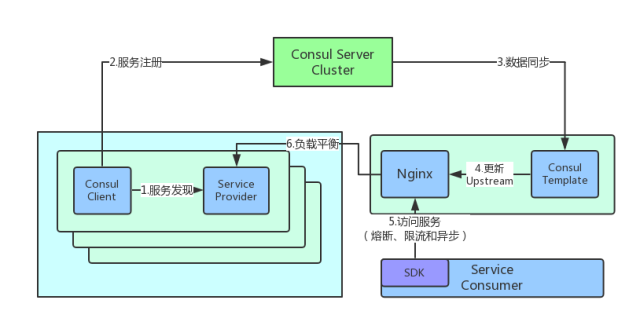 Consul Server
Cluster
2.服务注册
3.数据同步
6.负载平衡
Consul
Client
1.服务发现
Service
Provider
Nginx
4.更新
Upstream
Consul
Template
5.访问服务
（熔断、限流和异步）
SDK
Service
Consumer